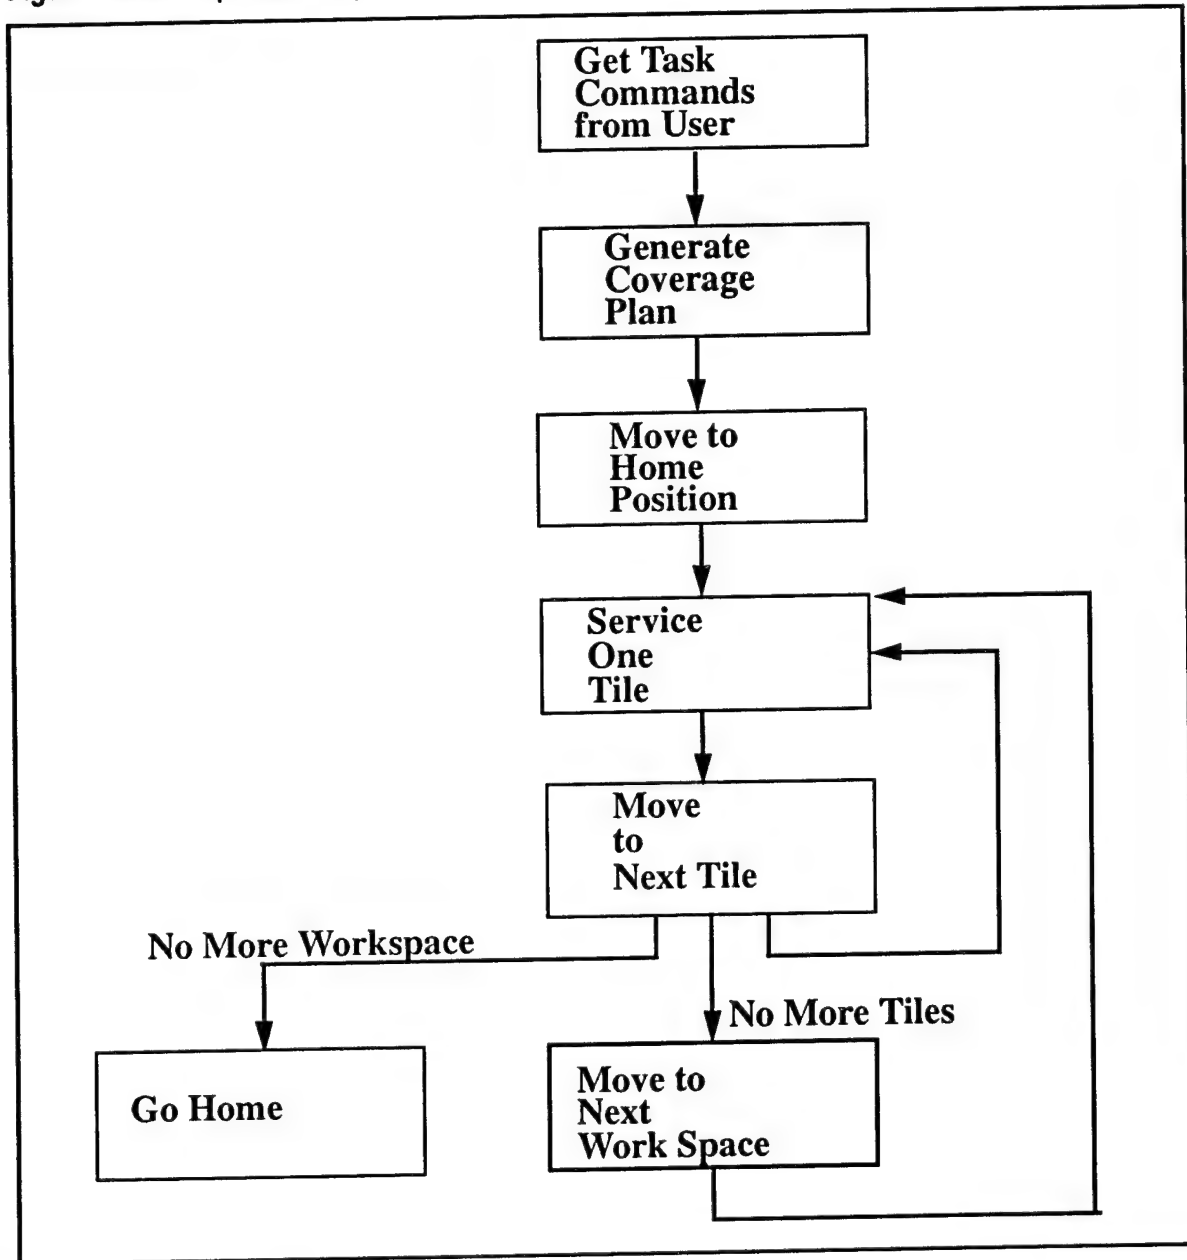 Get Task
Commands
from User
Generate
Coverage
Plan
Move to
Home
Position
Service
One
Tile
Move
to
Next Tile
No More Workspace
No More Tiles
Go Home
Move to
Next
Work Space